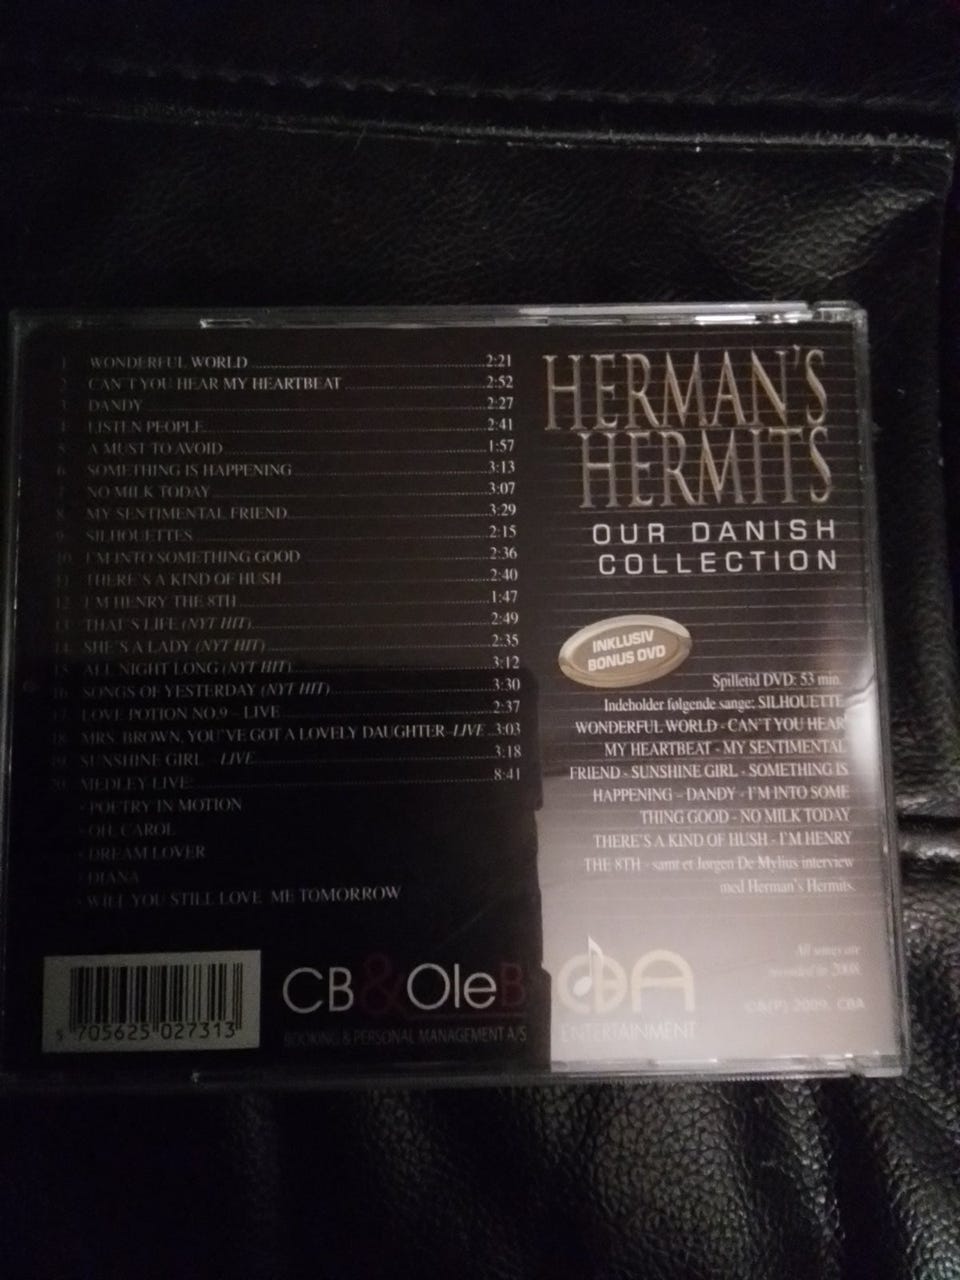 1 WONDERFUL WORLD 2:21
2 CAN'T YOU HEAR MY HEARTBEAT 2:52
3 DANDY 2:27
4 LISTEN PEOPLE 2:41
5 A MUST TO AVOID 1:57
6 SOMETHING IS HAPPENING 3:13
7 NO MILK TODAY 3:07
8 MY SENTIMENTAL FRIEND 3:29
9 SILHOUETTES 2:15
10 I'M INTO SOMETHING GOOD 2:36
11 THERE'S A KIND OF HUSH 2:40
12 I'M HENRY THE 8TH 1:47
13 THAT'S LIFE (NYT HIT) 2:49
14 SHE'S A LADY (NYT HIT) 2:35
15 ALL NIGHT LONG (NYT HIT) 3:12
16 SONGS OF YESTERDAY (NYT HIT) 3:30
17 LOVE POTION NO.9 – LIVE 2:37
18 MRS. BROWN, YOU'VE GOT A LOVELY DAUGHTER–LIVE 3:03
19 SUNSHINE GIRL – LIVE 3:18
20 MEDLEY LIVE 8:41
- POETRY IN MOTION
- OH, CAROL
- DREAM LOVER
- DIANA
- WILL YOU STILL LOVE ME TOMORROW
HERMAN'S
HERMITS
OUR DANISH
COLLECTION
INKLUSIV
BONUS DVD
Spilletid DVD: 53 min.
Indeholder følgende sange: SILHOUETTE
WONDERFUL WORLD - CAN'T YOU HEAR
MY HEARTBEAT - MY SENTIMENTAL
FRIEND - SUNSHINE GIRL - SOMETHING IS
HAPPENING – DANDY - I'M INTO SOME
THING GOOD - NO MILK TODAY
THERE'S A KIND OF HUSH - I'M HENRY
THE 8TH - samt et Jørgen De Mylius interview
med Herman's Hermits.
All songs are
recorded in 2008
©&(P) 2009. CBA
5 705625 027313
CB&OleB
BOOKING & PERSONAL MANAGEMENT A/S
CBA
ENTERTAINMENT